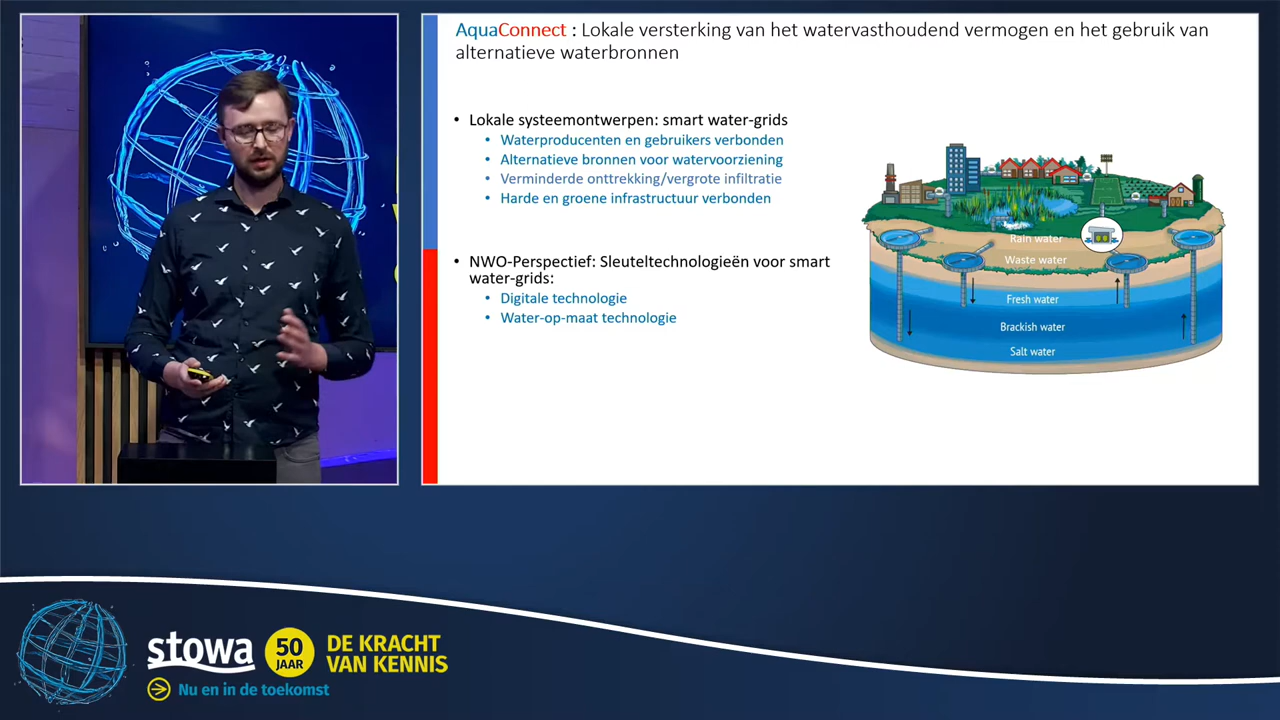 AquaConnect : Lokale versterking van het watervasthoudend vermogen en het gebruik van
alternatieve waterbronnen
• Lokale systeemontwerpen: smart water-grids
• Waterproducenten en gebruikers verbonden
• Alternatieve bronnen voor watervoorziening
• Verminderde onttrekking/vergrote infiltratie
• Harde en groene infrastructuur verbonden
• NWO-Perspectief: Sleuteltechnologieën voor smart
water-grids:
• Digitale technologie
• Water-op-maat technologie
Rain water
Waste water
Fresh water
Brackish water
Salt water
stowa
50
JAAR
DE KRACHT
VAN KENNIS
Nu en in de toekomst